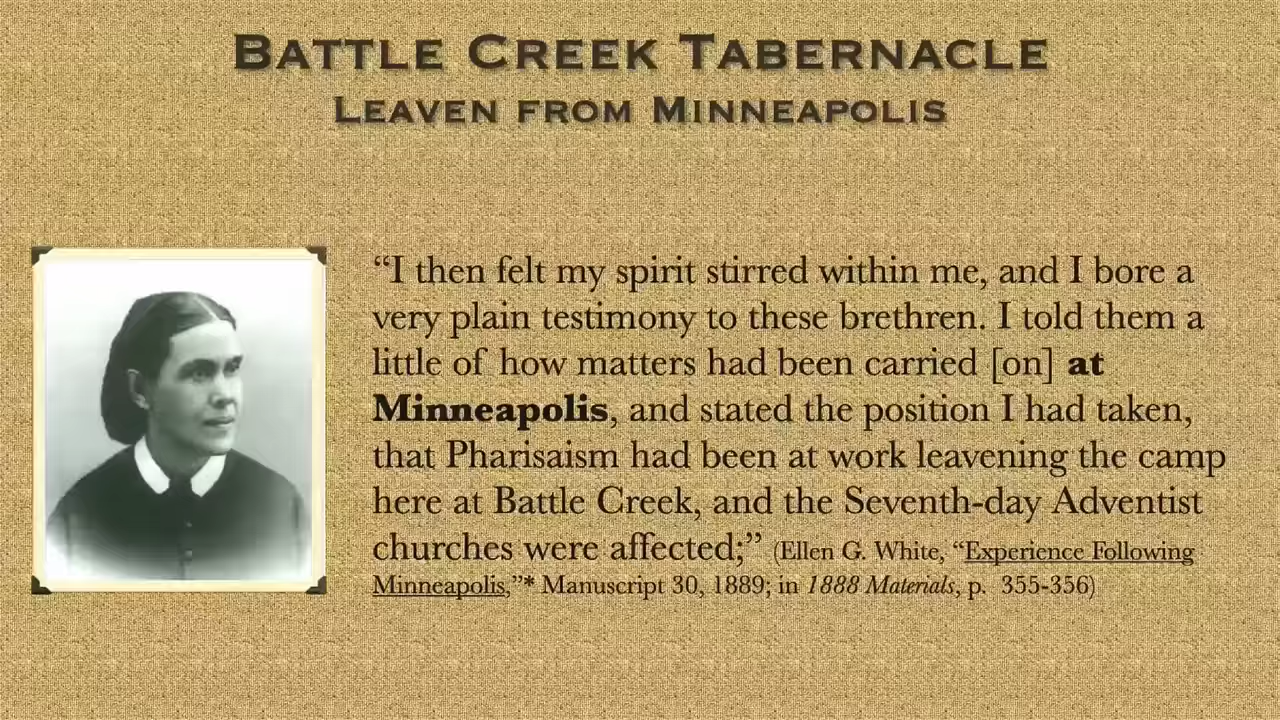 BATTLE CREEK TABERNACLE
LEAVEN FROM MINNEAPOLIS
“I then felt my spirit stirred within me, and I bore a
very plain testimony to these brethren. I told them a
little of how matters had been carried [on] at
Minneapolis, and stated the position I had taken,
that Pharisaism had been at work leavening the camp
here at Battle Creek, and the Seventh-day Adventist
churches were affected;” (Ellen G. White, “Experience Following
Minneapolis,”* Manuscript 30, 1889; in 1888 Materials, p. 355-356)